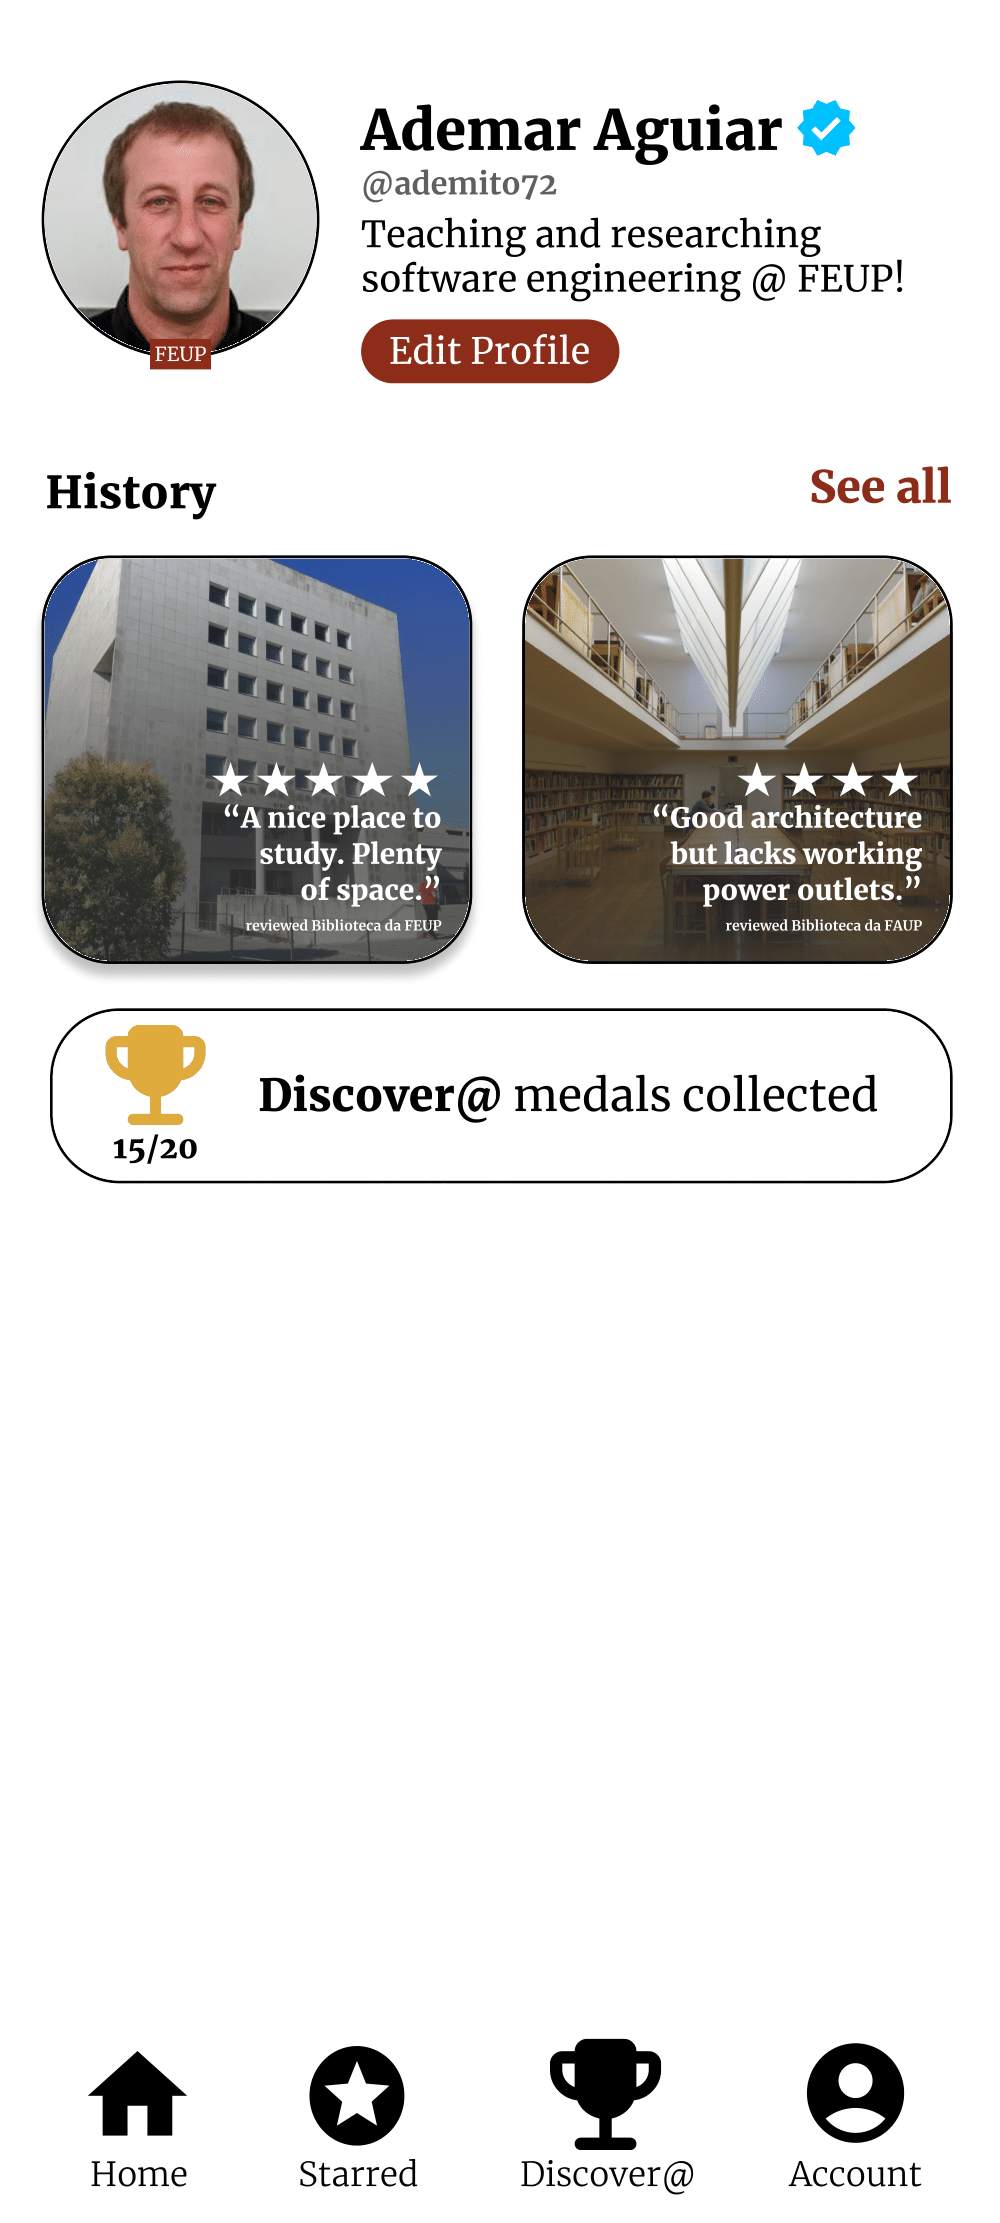 Ademar Aguiar
@ademito72
Teaching and researching
software engineering @ FEUP!
FEUP
Edit Profile
History
See all
“A nice place to
study. Plenty
of space.”
reviewed Biblioteca da FEUP
“Good architecture
but lacks working
power outlets.”
reviewed Biblioteca da FAUP
15/20
Discover@ medals collected
Home
Starred
Discover@
Account